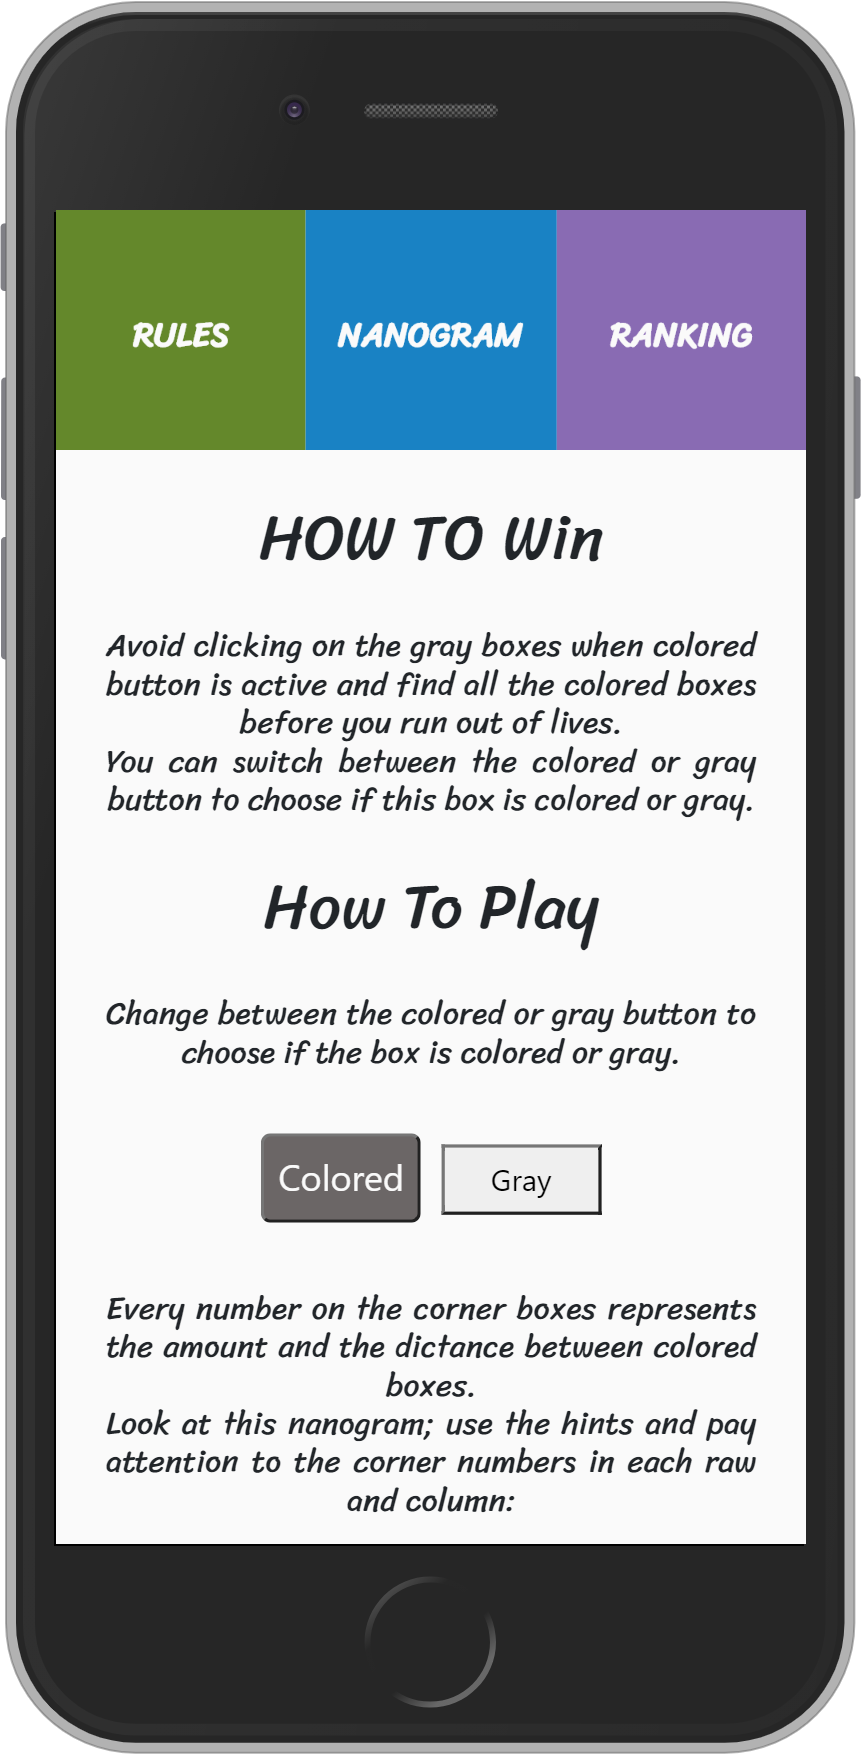 RULES NANOGRAM RANKING
HOW TO Win
Avoid clicking on the gray boxes when colored
button is active and find all the colored boxes
before you run out of lives.
You can switch between the colored or gray
button to choose if this box is colored or gray.
How To Play
Change between the colored or gray button to
choose if the box is colored or gray.
Colored Gray
Every number on the corner boxes represents
the amount and the dictance between colored
boxes.
Look at this nanogram; use the hints and pay
attention to the corner numbers in each raw
and column: